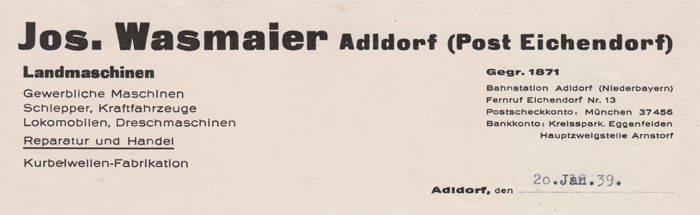 Jos. Wasmaier Adldorf (Post Eichendorf)
Landmaschinen
Gewerbliche Maschinen
Schlepper, Kraftfahrzeuge
Lokomobilen, Dreschmaschinen
Reparatur und Handel
Kurbelwellen-Fabrikation
Gegr. 1871
Bahnstation Adldorf (Niederbayern)
Fernruf Eichendorf Nr. 13
Postscheckkonto: München 37456
Bankkonto: Kreisspark. Eggenfelden
Hauptzweigstelle Arnstorf
Adldorf, den 20.Jan.39.